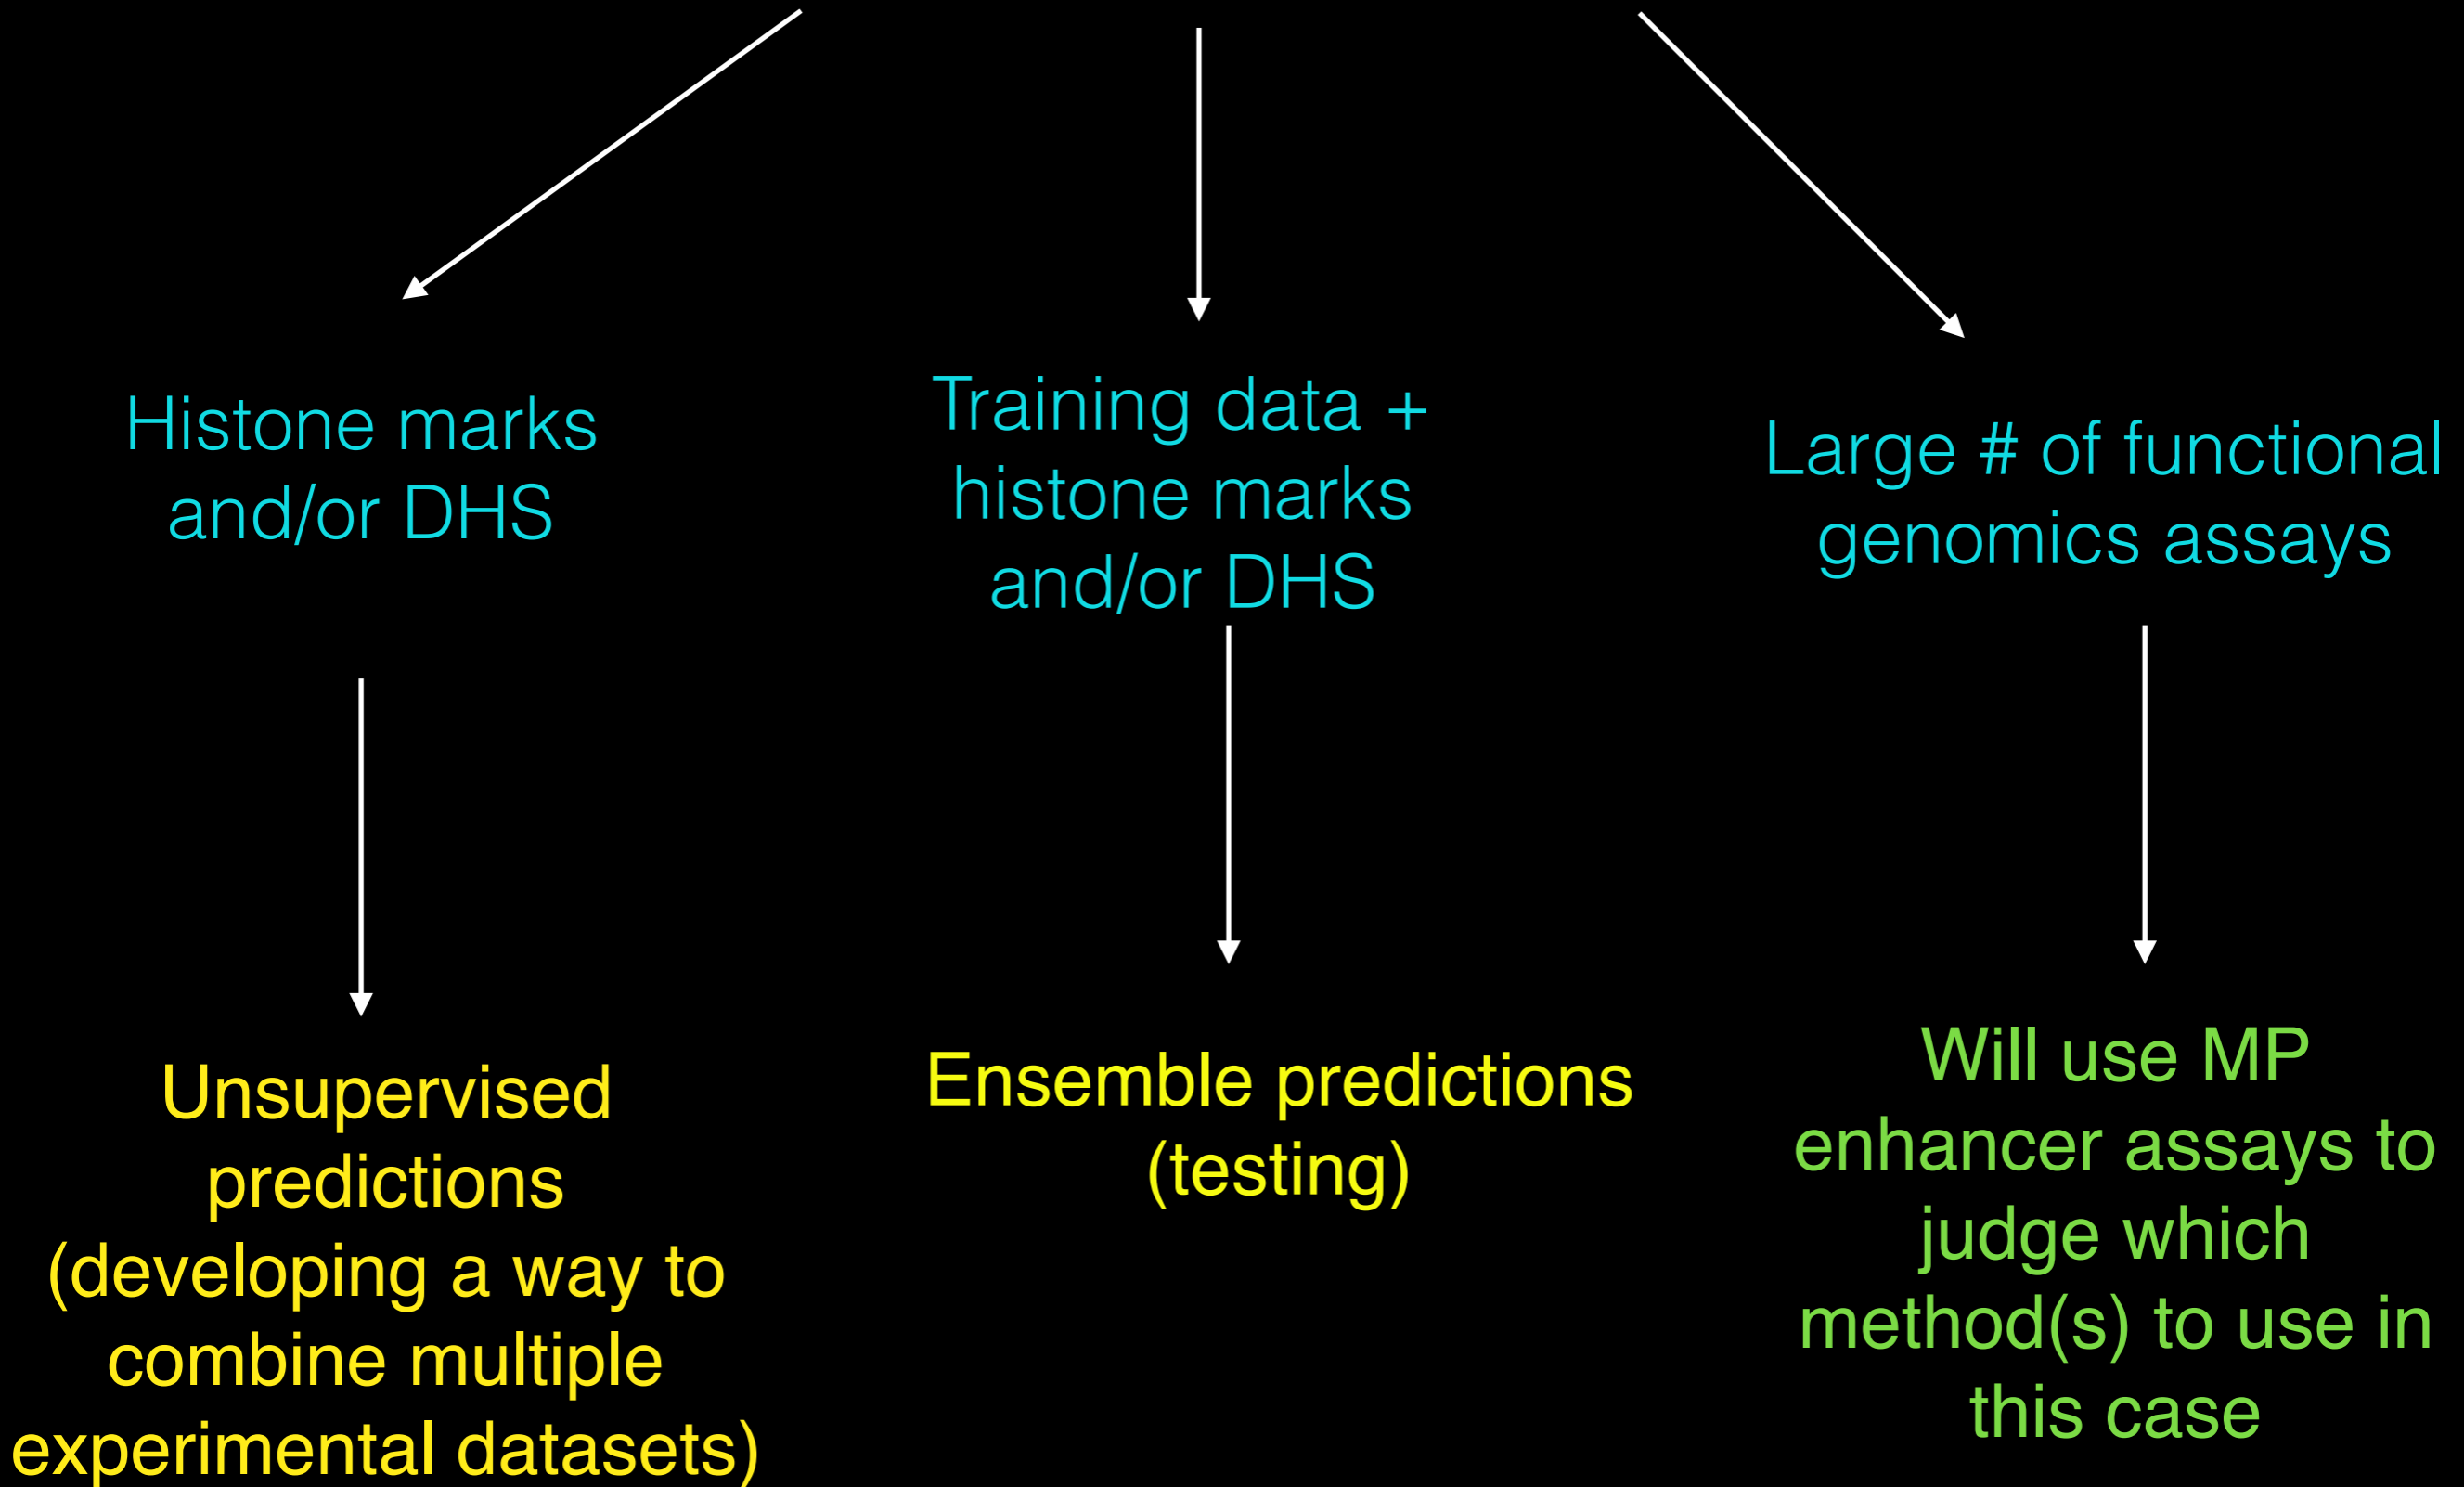 Histone marks
and/or DHS
Training data +
histone marks
and/or DHS
Large # of functional
genomics assays
Unsupervised
predictions
(developing a way to
combine multiple
experimental datasets)
Ensemble predictions
(testing)
Will use MP
enhancer assays to
judge which
method(s) to use in
this case